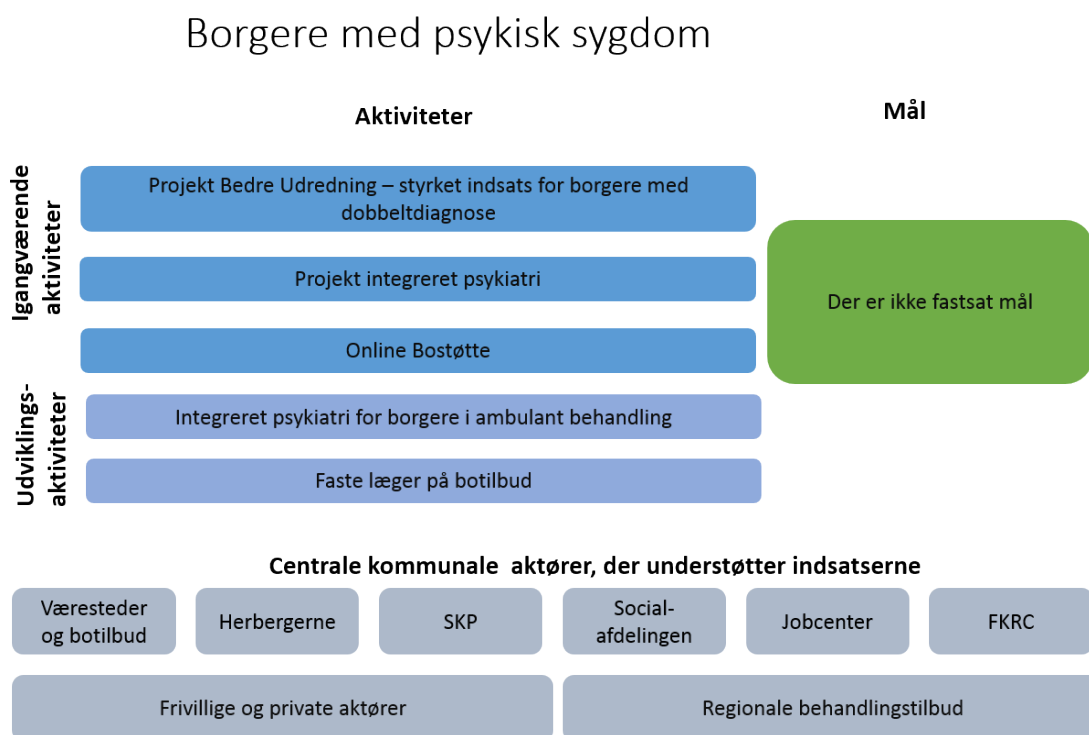 Borgere med psykisk sygdom
Aktiviteter
Mål
Igangværende
aktiviteter
Projekt Bedre Udredning – styrket indsats for borgere med
dobbeltdiagnose
Projekt integreret psykiatri
Online Bostøtte
Der er ikke fastsat mål
Udviklings-
aktiviteter
Integreret psykiatri for borgere i ambulant behandling
Faste læger på botilbud
Centrale kommunale aktører, der understøtter indsatserne
Væresteder
og botilbud
Herbergerne
SKP
Social-
afdelingen
Jobcenter
FKRC
Frivillige og private aktører
Regionale behandlingstilbud